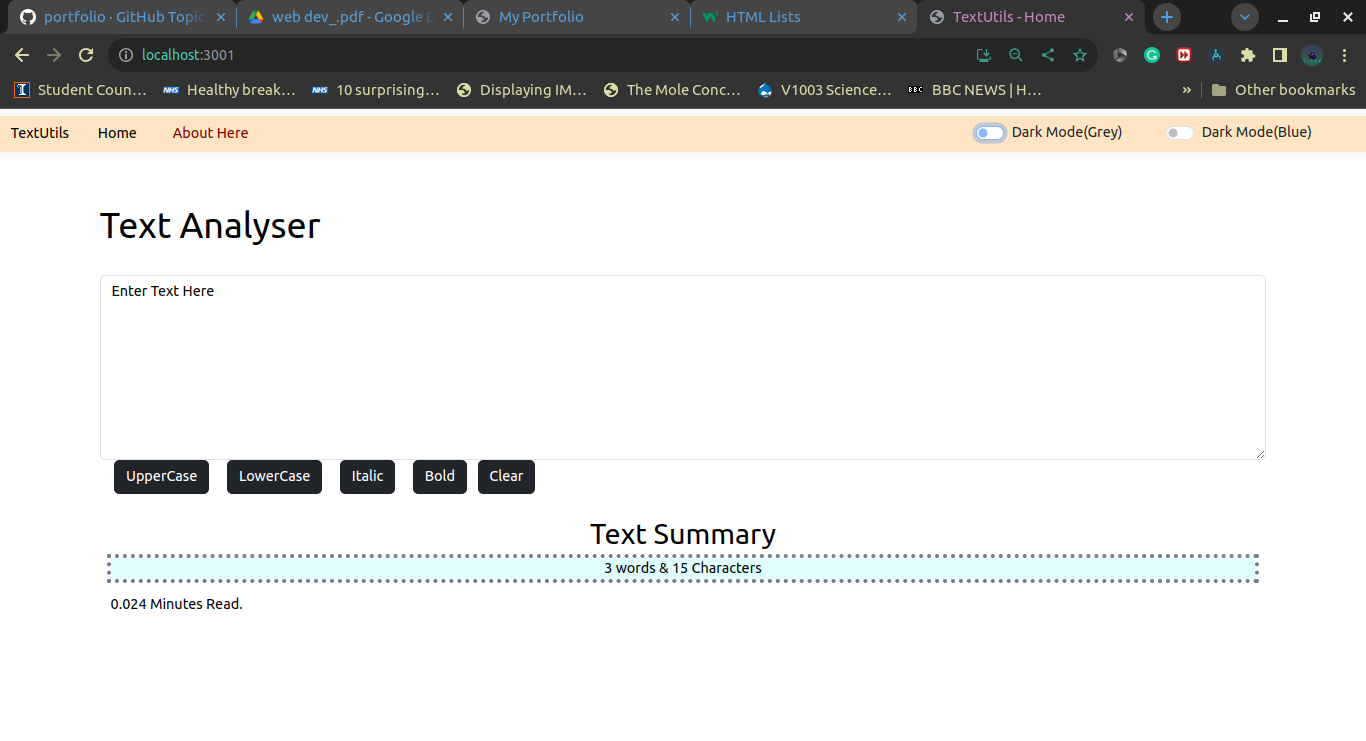 portfolio · GitHub Topic
web dev_.pdf - Google D
My Portfolio
HTML Lists
TextUtils - Home
localhost:3001
Student Coun…
NHS Healthy break…
NHS 10 surprising…
Displaying IM…
The Mole Conc…
V1003 Science…
BBC BBC NEWS | H…
»
Other bookmarks
TextUtils Home About Here Dark Mode(Grey) Dark Mode(Blue)
Text Analyser
Enter Text Here
UpperCase LowerCase Italic Bold Clear
Text Summary
3 words & 15 Characters
0.024 Minutes Read.